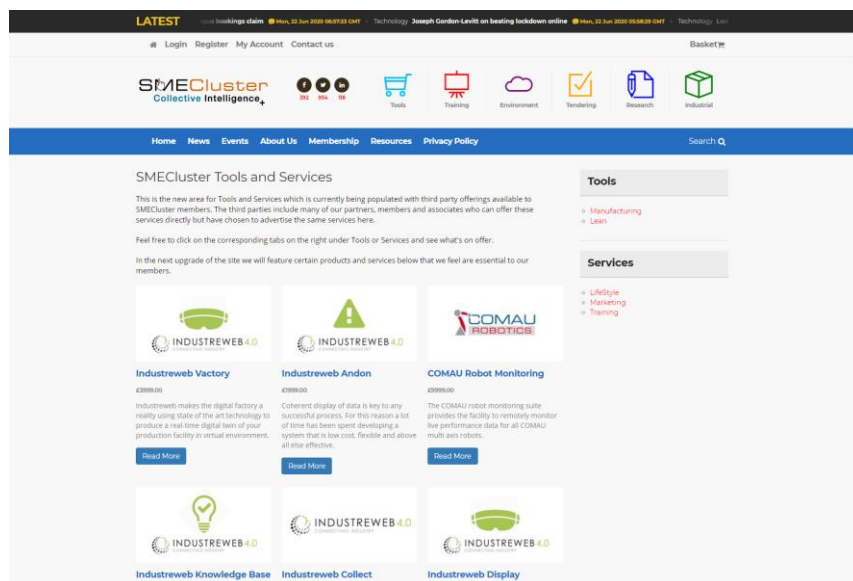 LATEST
bookings claim Mon, 22 Jun 2020 06:57:33 GMT - Technology Joseph Gordon-Levitt on beating lockdown online Mon, 22 Jun 2020 05:58:29 GMT - Technology
Login Register My Account Contact us Basket
SMECluster
Collective Intelligence+
392 954 118
Tools Training Environment Tendering Research Industrial
Home News Events About Us Membership Resources Privacy Policy Search
SMECluster Tools and Services
This is the new area for Tools and Services which is currently being populated with third party offerings available to
SMECluster members. The third parties include many of our partners, members and associates who can offer these
services directly but have chosen to advertise the same services here.
Feel free to click on the corresponding tabs on the right under Tools or Services and see what's on offer.
In the next upgrade of the site we will feature certain products and services below that we feel are essential to our
members.
Tools
Manufacturing
Lean
Services
LifeStyle
Marketing
Training
INDUSTREWEB 4.0
CONNECTING INDUSTRY
Industreweb Vactory
£3999.00
Industreweb makes the digital factory a
reality using state of the art technology to
produce a real-time digital twin of your
production facility in virtual environment.
Read More
INDUSTREWEB 4.0
CONNECTING INDUSTRY
Industreweb Andon
£1999.00
Coherent display of data is key to any
successful process. For this reason a lot
of time has been spent developing a
system that is low cost, flexible and above
all else effective.
Read More
COMAU
ROBOTICS
COMAU Robot Monitoring
£9999.00
The COMAU robot monitoring suite
provides the facility to remotely monitor
live performance data for all COMAU
multi axis robots.
Read More
INDUSTREWEB 4.0
CONNECTING INDUSTRY
Industreweb Knowledge Base
INDUSTREWEB 4.0
CONNECTING INDUSTRY
Industreweb Collect
INDUSTREWEB 4.0
CONNECTING INDUSTRY
Industreweb Display